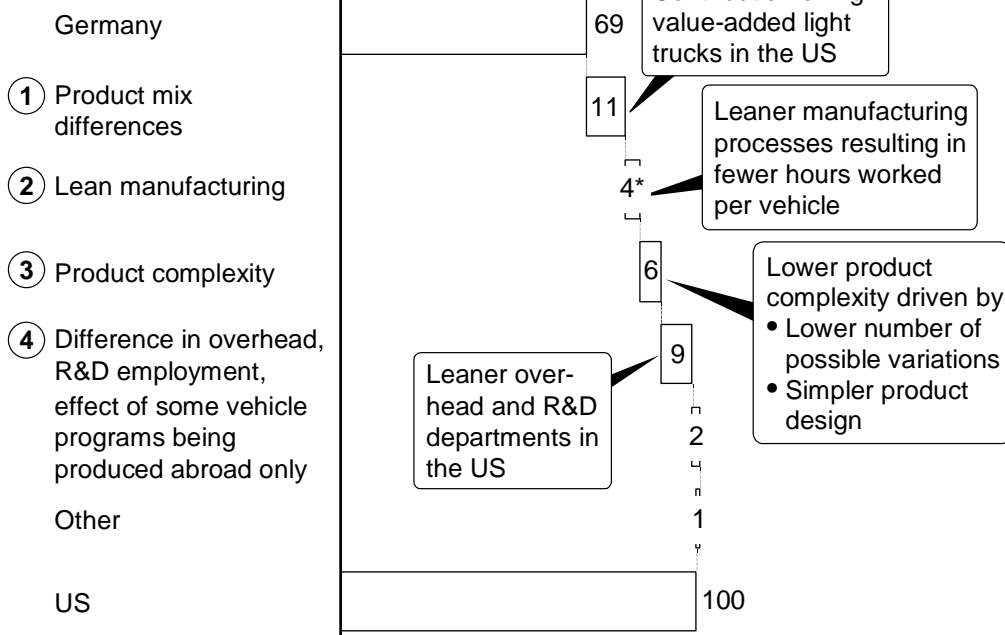 Germany
69
value-added light
trucks in the US
1 Product mix
differences
11
Leaner manufacturing
processes resulting in
fewer hours worked
per vehicle
2 Lean manufacturing
4*
3 Product complexity
6
Lower product
complexity driven by
• Lower number of
possible variations
• Simpler product
design
4 Difference in overhead,
R&D employment,
effect of some vehicle
programs being
produced abroad only
9
Leaner over-
head and R&D
departments in
the US
2
Other
1
US
100